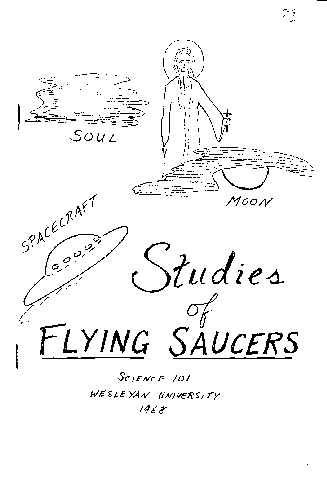 SOUL
MOON
SPACECRAFT
Studies
of
FLYING SAUCERS
SCIENCE 101
WESLEYAN UNIVERSITY
1968